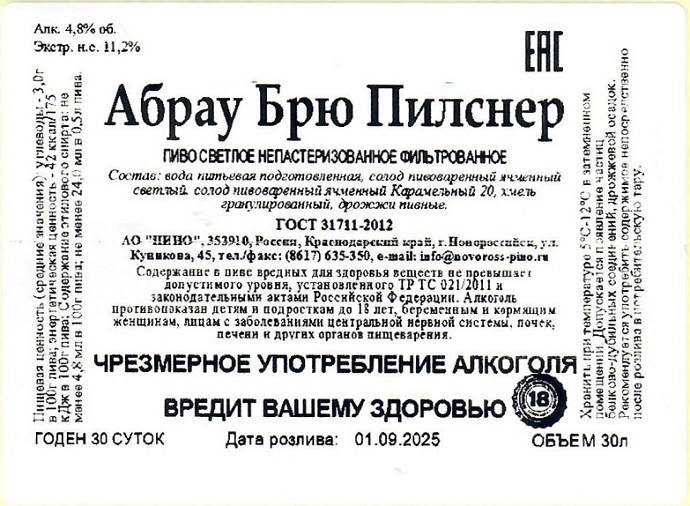 Алк. 4,8% об.
Экстр. н.с. 11,2%
EAC
Абрау Брю Пилснер
ПИВО СВЕТЛОЕ НЕПАСТЕРИЗОВАННОЕ ФИЛЬТРОВАННОЕ
Состав: вода питьевая подготовленная, солод пивоваренный ячменный
светлый, солод пивоваренный ячменный Карамельный 20, хмель
гранулированный, дрожжи пивные.
ГОСТ 31711-2012
АО "ПИНО", 353910, Россия, Краснодарский край, г.Новороссийск, ул.
Куникова, 45, тел./факс: (8617) 635-350, e-mail: info@novoross-pino.ru
Содержание в пиве вредных для здоровья веществ не превышает
допустимого уровня, установленного ТР ТС 021/2011 и
законодательными актами Российской Федерации. Алкоголь
противопоказан детям и подросткам до 18 лет, беременным и кормящим
женщинам, лицам с заболеваниями центральной нервной системы, почек,
печени и других органов пищеварения.
ЧРЕЗМЕРНОЕ УПОТРЕБЛЕНИЕ АЛКОГОЛЯ
ВРЕДИТ ВАШЕМУ ЗДОРОВЬЮ
18
ГОДЕН 30 СУТОК
Дата розлива: 01.09.2025
ОБЪЕМ 30л
Пищевая ценность (средние значения) углеводы: - 3,0г
в 100г пива; энергетическая ценность - 42 ккал/175
кДж в 100г пива; Содержание этилового спирта: не
менее 4,8 мл в 100г пива; не менее 24,0 мл в 0,5л пива.
Хранить при температуре 5°С-12°С в затемненном
помещении. Допускается появление частиц
белково-дубильных соединений, дрожжевой осадок.
Рекомендуется употребить содержимое непосредственно
после розлива в потребительскую тару.